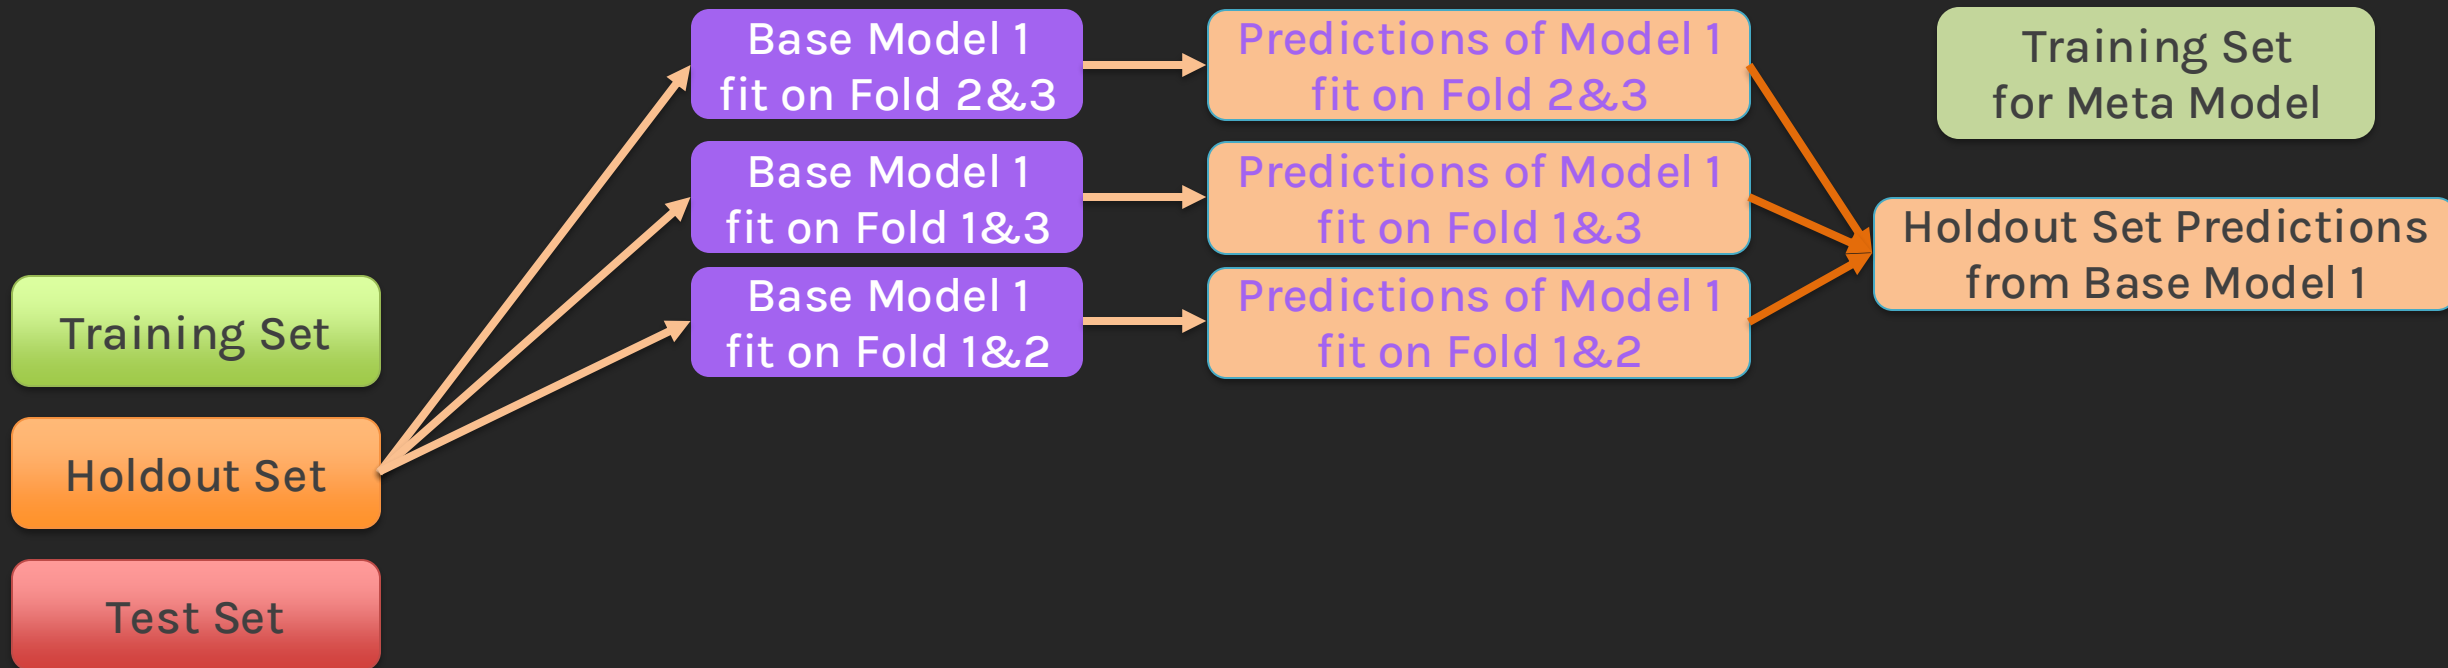 Base Model 1
fit on Fold 2&3
Predictions of Model 1
fit on Fold 2&3
Training Set
for Meta Model
Base Model 1
fit on Fold 1&3
Predictions of Model 1
fit on Fold 1&3
Holdout Set Predictions
from Base Model 1
Base Model 1
fit on Fold 1&2
Predictions of Model 1
fit on Fold 1&2
Training Set
Holdout Set
Test Set